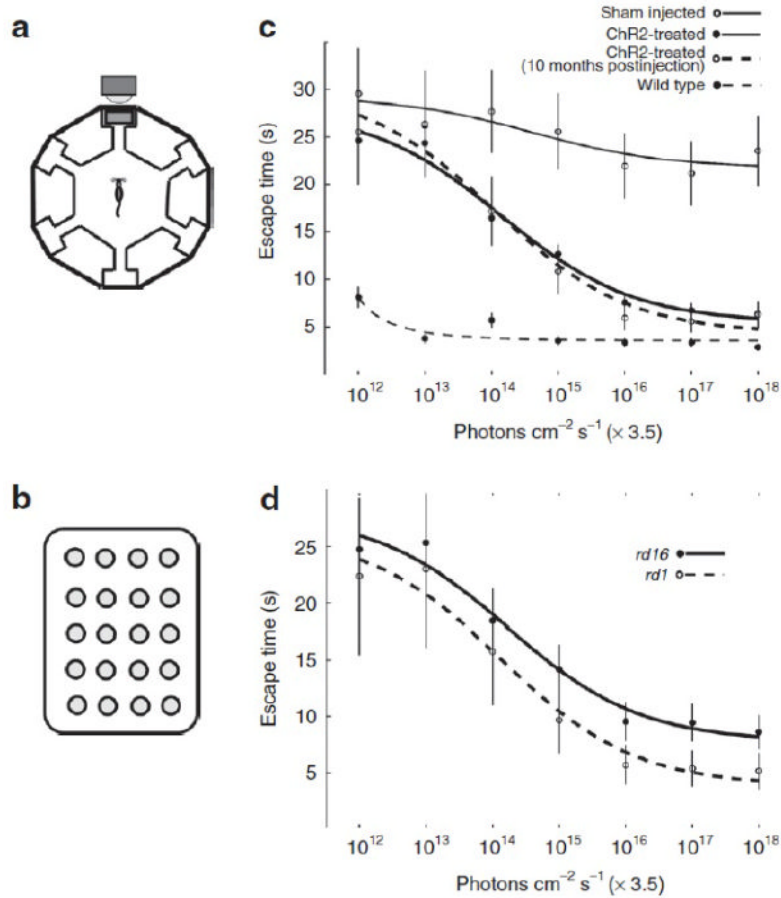 a
c
Sham injected
ChR2-treated
ChR2-treated
(10 months postinjection)
Wild type
Escape time (s)
30
25
20
15
10
5
10^12 10^13 10^14 10^15 10^16 10^17 10^18
Photons cm^−2 s^−1 (× 3.5)
b
d
rd16
rd1
Escape time (s)
25
20
15
10
5
10^12 10^13 10^14 10^15 10^16 10^17 10^18
Photons cm^−2 s^−1 (× 3.5)